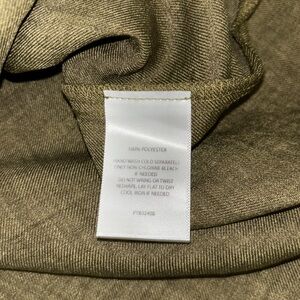 100% POLYESTER
HAND WASH COLD SEPARATELY
ONLY NON-CHLORINE BLEACH
IF NEEDED
DO NOT WRING OR TWIST
RESHAPE, LAY FLAT TO DRY
COOL IRON IF NEEDED